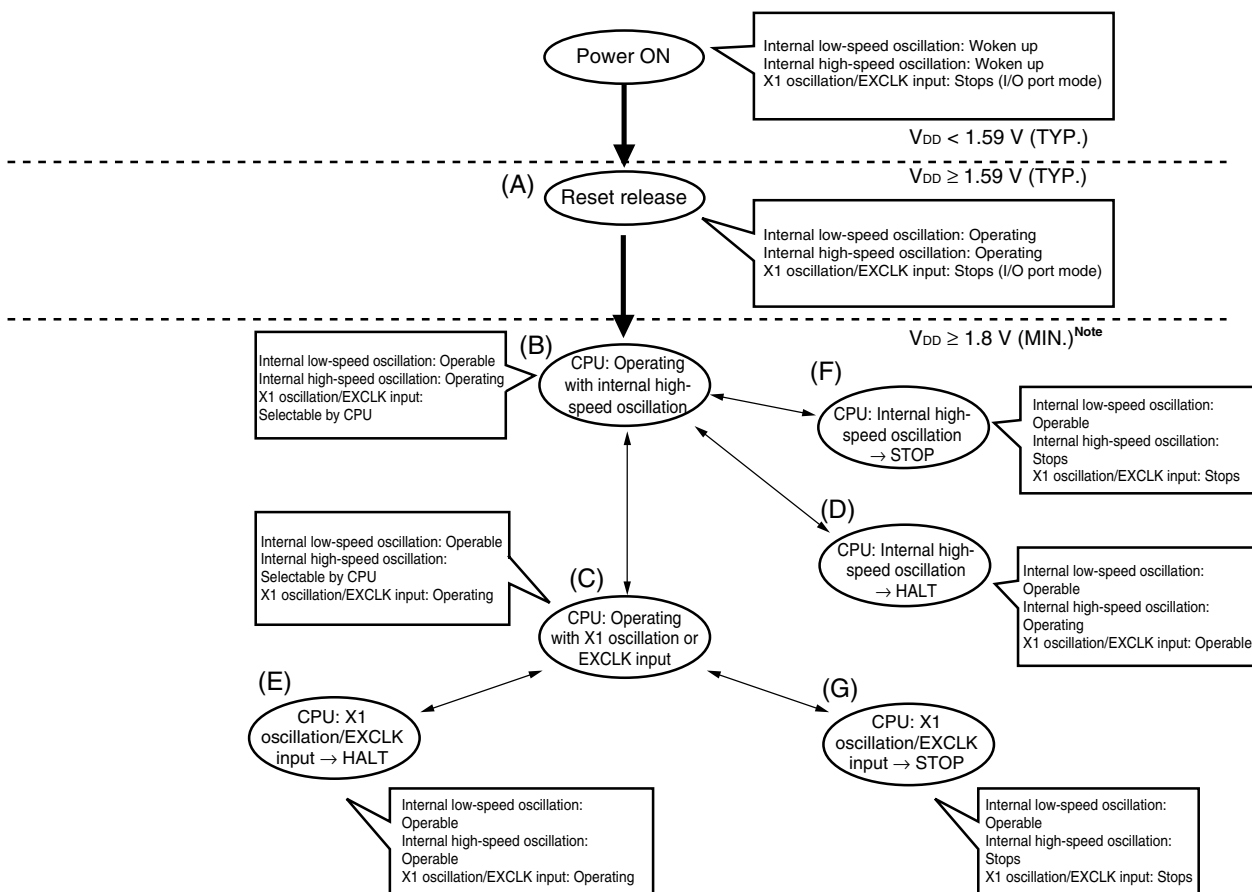 Power ON
Internal low-speed oscillation: Woken up
Internal high-speed oscillation: Woken up
X1 oscillation/EXCLK input: Stops (I/O port mode)
VDD < 1.59 V (TYP.)
VDD ≥ 1.59 V (TYP.)
(A)
Reset release
Internal low-speed oscillation: Operating
Internal high-speed oscillation: Operating
X1 oscillation/EXCLK input: Stops (I/O port mode)
VDD ≥ 1.8 V (MIN.)Note
(B)
CPU: Operating
with internal high-
speed oscillation
Internal low-speed oscillation: Operable
Internal high-speed oscillation: Operating
X1 oscillation/EXCLK input:
Selectable by CPU
(F)
CPU: Internal high-
speed oscillation
→ STOP
Internal low-speed oscillation:
Operable
Internal high-speed oscillation:
Stops
X1 oscillation/EXCLK input: Stops
(D)
CPU: Internal high-
speed oscillation
→ HALT
Internal low-speed oscillation:
Operable
Internal high-speed oscillation:
Operating
X1 oscillation/EXCLK input: Operable
Internal low-speed oscillation: Operable
Internal high-speed oscillation:
Selectable by CPU
X1 oscillation/EXCLK input: Operating
(C)
CPU: Operating
with X1 oscillation or
EXCLK input
(E)
CPU: X1
oscillation/EXCLK
input → HALT
Internal low-speed oscillation:
Operable
Internal high-speed oscillation:
Operable
X1 oscillation/EXCLK input: Operating
(G)
CPU: X1
oscillation/EXCLK
input → STOP
Internal low-speed oscillation:
Operable
Internal high-speed oscillation:
Stops
X1 oscillation/EXCLK input: Stops